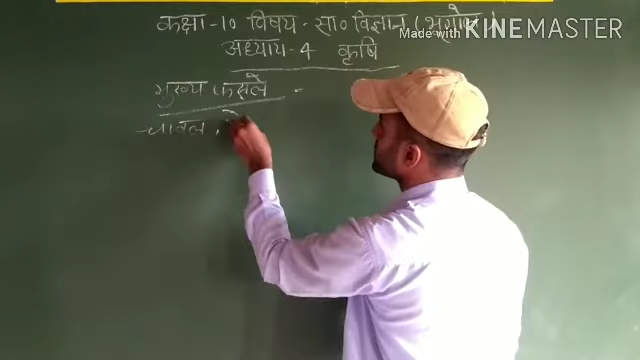 कक्षा -10 विषय - सा० विज्ञान (भूगोल)
Made with KINEMASTER
अध्याय-4 कृषि
मुख्य फसलें -
चावल,